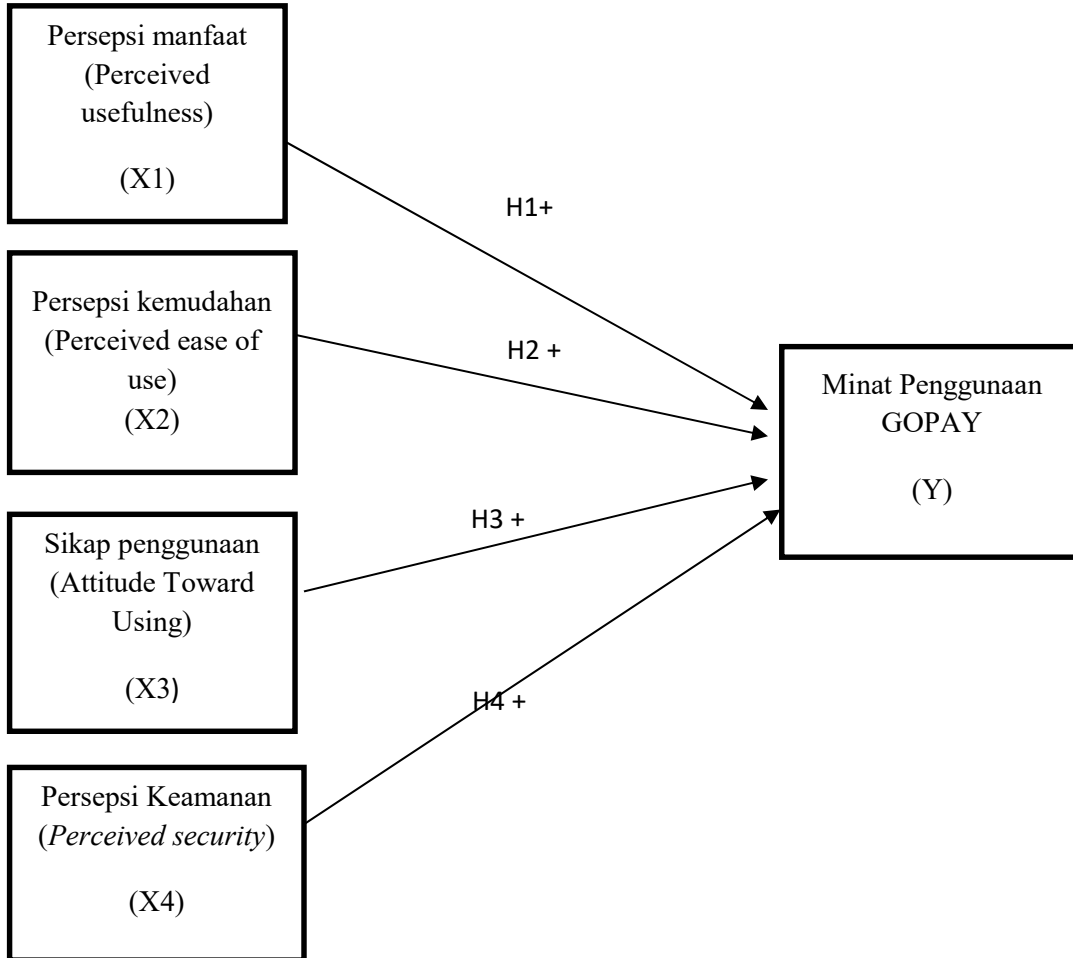 Persepsi manfaat
(Perceived
usefulness)
(X1)
H1+
Persepsi kemudahan
(Perceived ease of
use)
(X2)
H2 +
Minat Penggunaan
GOPAY
(Y)
Sikap penggunaan
(Attitude Toward
Using)
(X3)
H3 +
H4 +
Persepsi Keamanan
(Perceived security)
(X4)